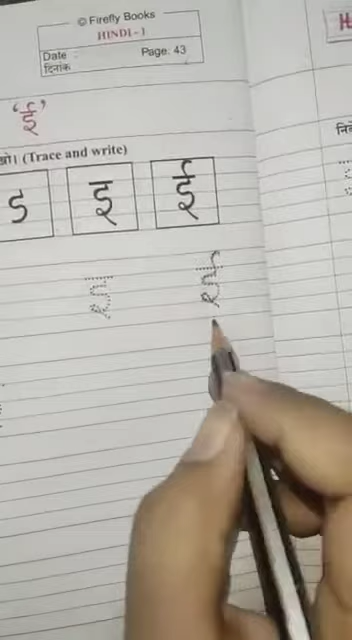 © Firefly Books
HINDI - 1
Date
दिनांक
Page: 43
'ई'
(Trace and write)
इ ई
इ ई